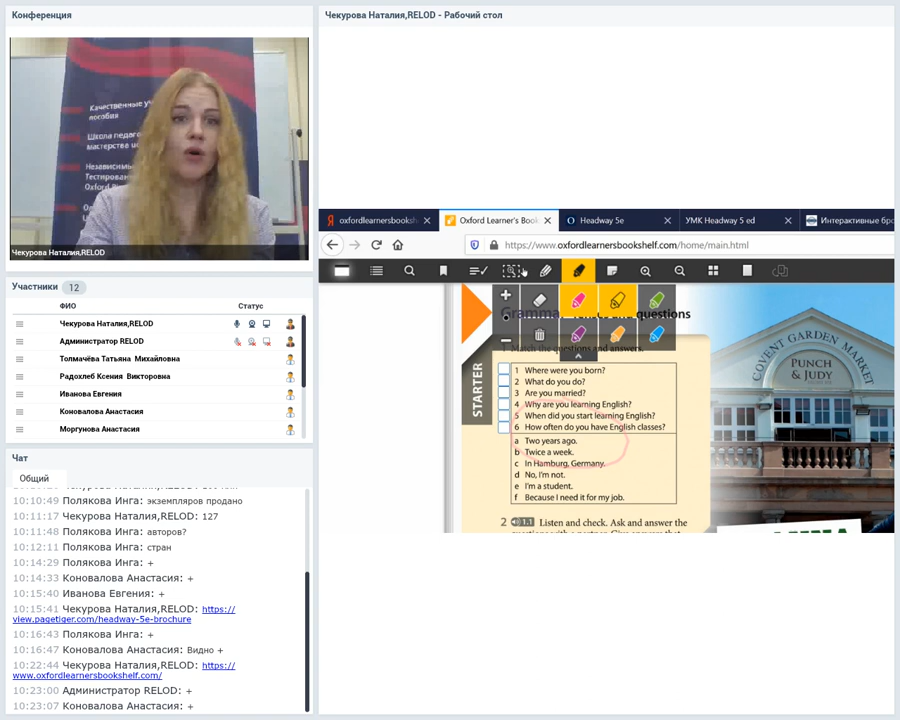 Конференция
Качественные
пособия
Школа
мастерства
Независимы
Тестирован
Oxford
Чекурова Наталия,RELOD
Участники 12
ФИО Статус
Чекурова Наталия,RELOD
Администратор RELOD
Толмачёва Татьяна Михайловна
Радохлеб Ксения Викторовна
Иванова Евгения
Коновалова Анастасия
Моргунова Анастасия
Чат
Общий
10:10:49 Полякова Инга: экземпляров продано
10:11:17 Чекурова Наталия,RELOD: 127
10:11:48 Полякова Инга: авторов?
10:12:11 Полякова Инга: стран
10:14:29 Полякова Инга: +
10:14:33 Коновалова Анастасия: +
10:15:40 Иванова Евгения: +
10:15:41 Чекурова Наталия,RELOD: https://
view.pagetiger.com/headway-5e-brochure
10:16:43 Полякова Инга: +
10:16:47 Коновалова Анастасия: Видно +
10:22:44 Чекурова Наталия,RELOD: https://
www.oxfordlearnersbookshelf.com/
10:23:00 Администратор RELOD: +
10:23:07 Коновалова Анастасия: +
Чекурова Наталия,RELOD - Рабочий стол
oxfordlearnersbooksh Oxford Learner's Book Headway 5e УМК Headway 5 ed Интерактивные бро
https://www.oxfordlearnersbookshelf.com/home/main.html
Gramma questions
STARTER
1 Match the questions and answers.
1 Where were you born?
2 What do you do?
3 Are you married?
4 Why are you learning English?
5 When did you start learning English?
6 How often do you have English classes?
a Two years ago.
b Twice a week.
c In Hamburg, Germany.
d No, I'm not.
e I'm a student.
f Because I need it for my job.
2 1.1 Listen and check. Ask and answer the
COVENT GARDEN MARKET
PUNCH
& JUDY